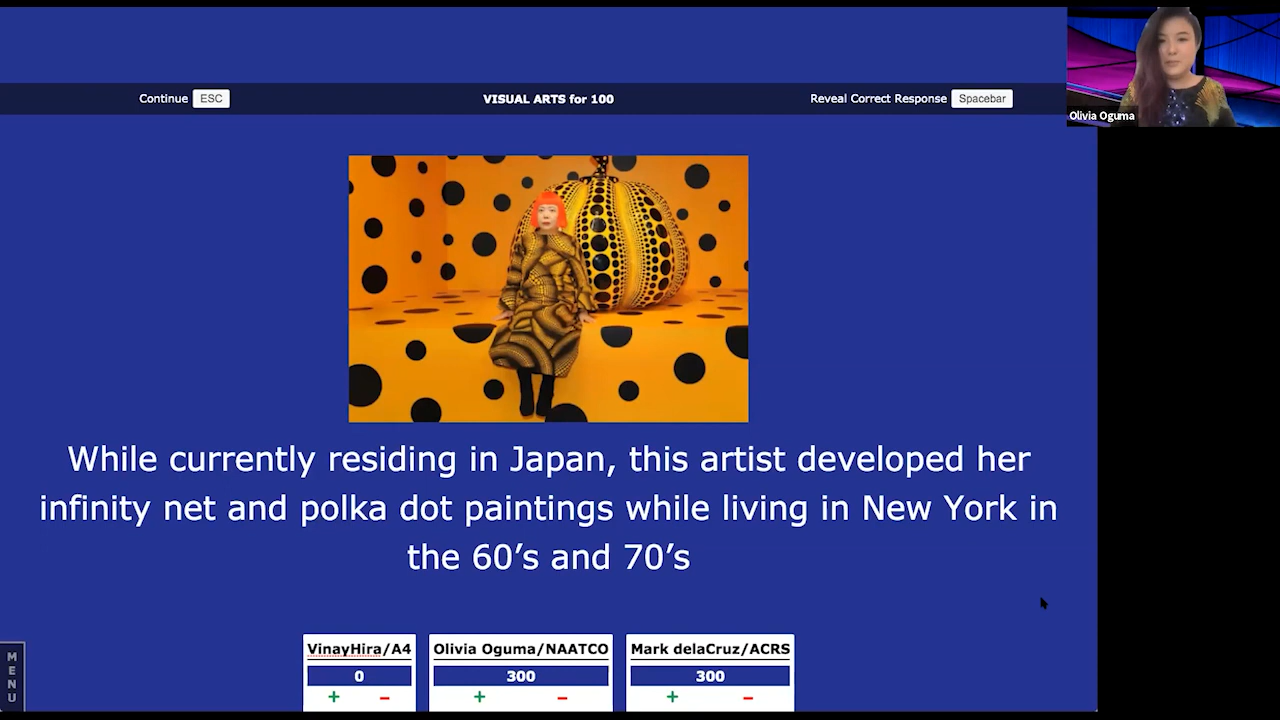 Continue ESC VISUAL ARTS for 100 Reveal Correct Response Spacebar
Olivia Oguma
While currently residing in Japan, this artist developed her
infinity net and polka dot paintings while living in New York in
the 60’s and 70’s
VinayHira/A4 Olivia Oguma/NAATCO Mark delaCruz/ACRS
0 300 300
+ − + − + −
MENU